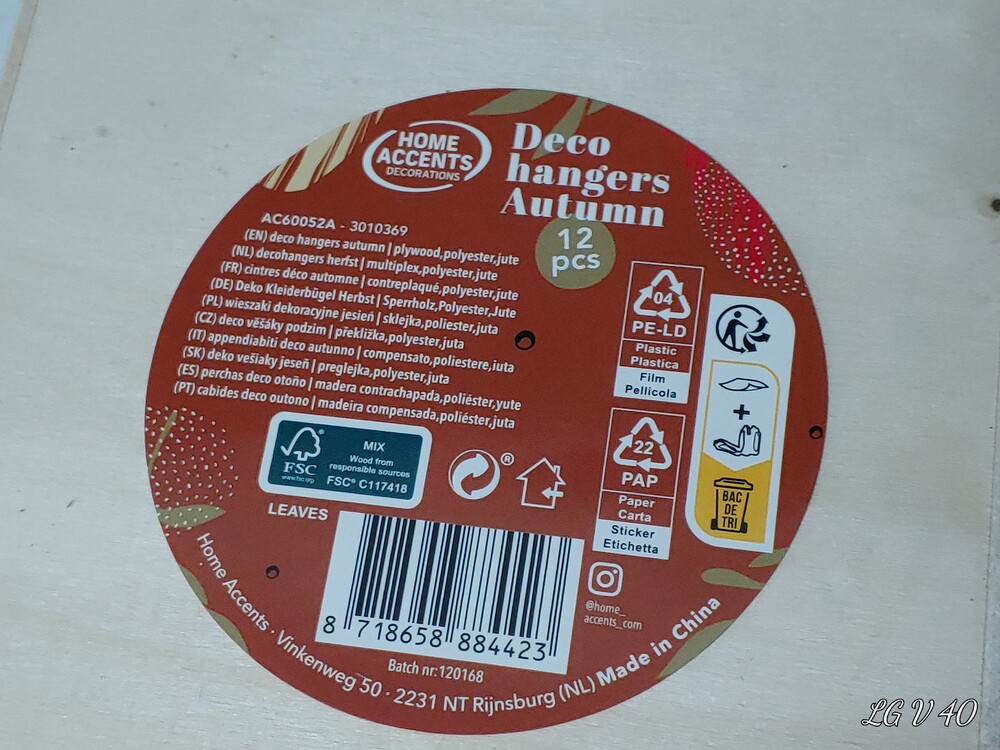 HOME
ACCENTS
DECORATIONS
Deco
hangers
Autumn
12
pcs
AC60052A - 3010369
(EN) deco hangers autumn | plywood,polyester,jute
(NL) decohangers herfst | multiplex,polyester,jute
(FR) cintres déco automne | contreplaqué,polyester,jute
(DE) Deko Kleiderbügel Herbst | Sperrholz,Polyester,Jute
(PL) wieszaki dekoracyjne jesień | sklejka,poliester,juta
(CZ) deco věšáky podzim | překližka,polyester,juta
(IT) appendiabiti deco autunno | compensato,poliestere,iuta
(SK) deko vešiaky jeseň | preglejka,polyester,juta
(ES) perchas deco otoño | madera contrachapada,poliéster,yute
(PT) cabides deco outono | madeira compensada,poliéster,juta
04
PE-LD
Plastic
Plastica
Film
Pellicola
22
PAP
Paper
Carta
Sticker
Etichetta
+
BAC
DE
TRI
FSC
www.fsc.org
MIX
Wood from
responsible sources
FSC® C117418
®
LEAVES
8 718658 884423
Batch nr:120168
@home_
accents_com
Home Accents · Vinkenweg 50 · 2231 NT Rijnsburg (NL) Made in China
LG V 40